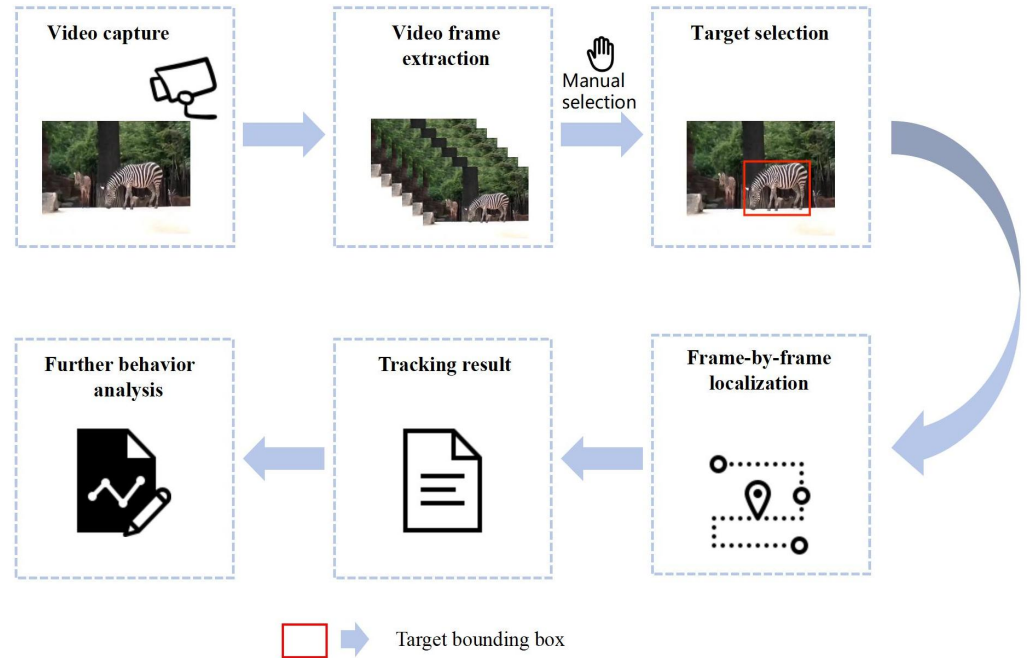 Video capture
Video frame
extraction
Manual
selection
Target selection
Frame-by-frame
localization
Tracking result
Further behavior
analysis
Target bounding box